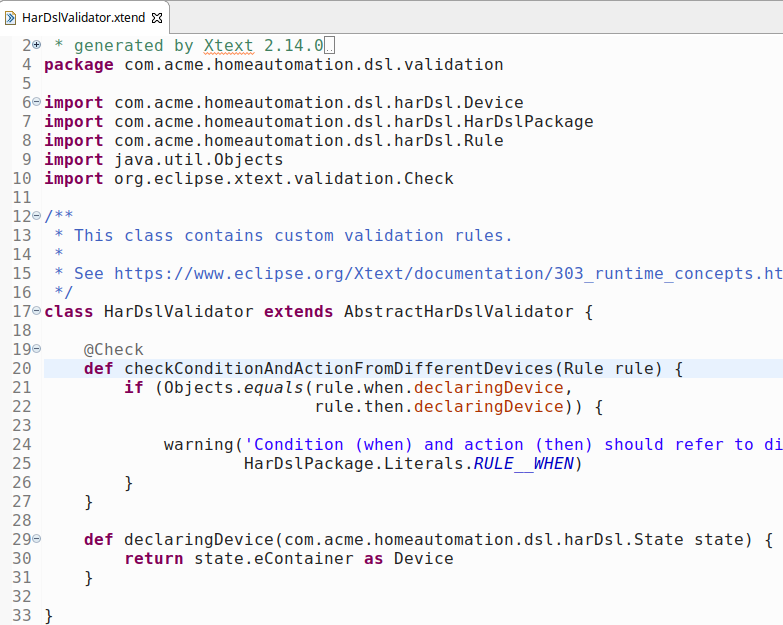 HarDslValidator.xtend
2 * generated by Xtext 2.14.0
4 package com.acme.homeautomation.dsl.validation
5
6 import com.acme.homeautomation.dsl.harDsl.Device
7 import com.acme.homeautomation.dsl.harDsl.HarDslPackage
8 import com.acme.homeautomation.dsl.harDsl.Rule
9 import java.util.Objects
10 import org.eclipse.xtext.validation.Check
11
12 /**
13 * This class contains custom validation rules.
14 *
15 * See https://www.eclipse.org/Xtext/documentation/303_runtime_concepts.ht
16 */
17 class HarDslValidator extends AbstractHarDslValidator {
18
19 @Check
20 def checkConditionAndActionFromDifferentDevices(Rule rule) {
21 if (Objects.equals(rule.when.declaringDevice,
22 rule.then.declaringDevice)) {
23
24 warning('Condition (when) and action (then) should refer to di
25 HarDslPackage.Literals.RULE__WHEN)
26 }
27 }
28
29 def declaringDevice(com.acme.homeautomation.dsl.harDsl.State state) {
30 return state.eContainer as Device
31 }
32
33 }